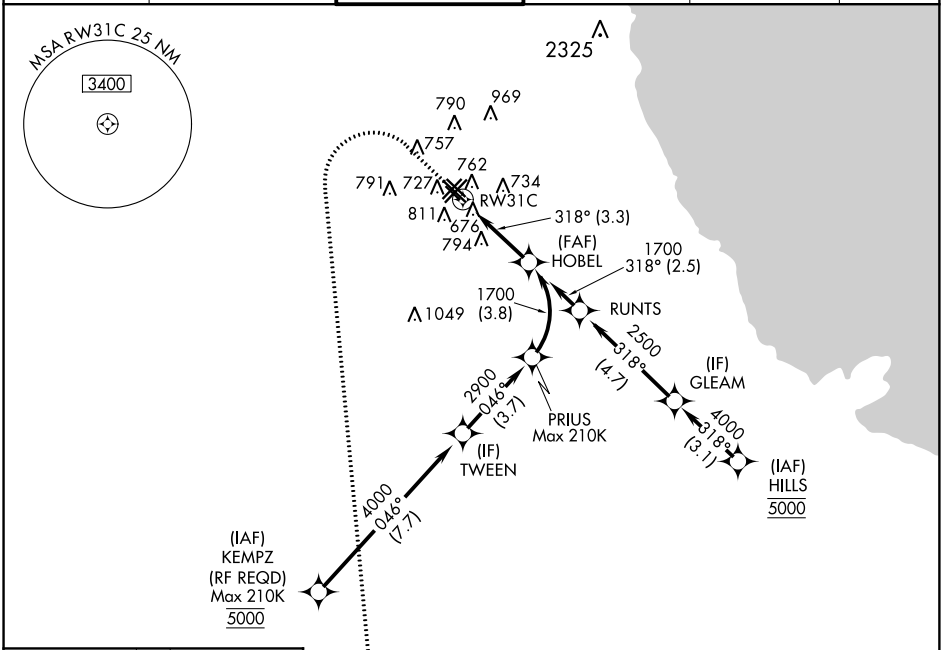 MSA RW31C 25 NM
3400
2325
790
969
757
762
791
727
734
RW31C
811
676
794
318° (3.3)
(FAF)
HOBEL
1700
318° (2.5)
1049
1700
(3.8)
RUNTS
2500
318°
(4.7)
(IF)
GLEAM
2900
046°
(3.7)
PRIUS
Max 210K
4000
318°
(3.1)
(IF)
TWEEN
(IAF)
HILLS
5000
4000
046°
(7.7)
(IAF)
KEMPZ
(RF REQD)
Max 210K
5000